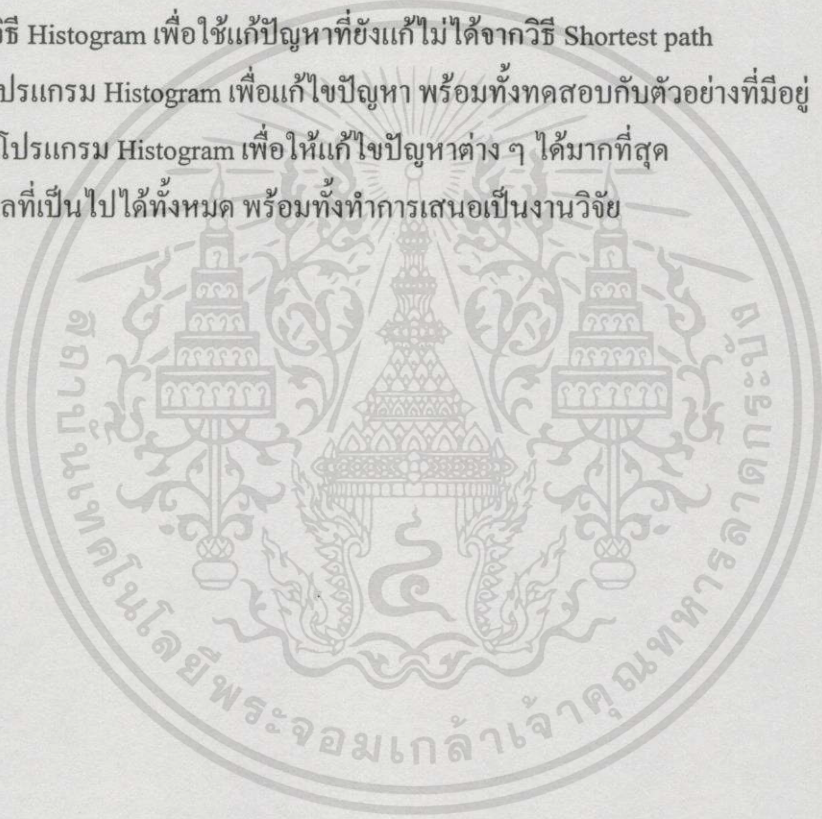 วิธี Histogram เพื่อใช้แก้ปัญหาที่ยังแก้ไม่ได้จากวิธี Shortest path
ปรแกรม Histogram เพื่อแก้ไขปัญหา พร้อมทั้งทดสอบกับตัวอย่างที่มีอยู่
โปรแกรม Histogram เพื่อให้แก้ไขปัญหาต่าง ๆ ได้มากที่สุด
ลที่เป็นไปได้ทั้งหมด พร้อมทั้งทำการเสนอเป็นงานวิจัย
สถาบันเทคโนโลยีพระจอมเกล้าเจ้าคุณทหารลาดกระบัง